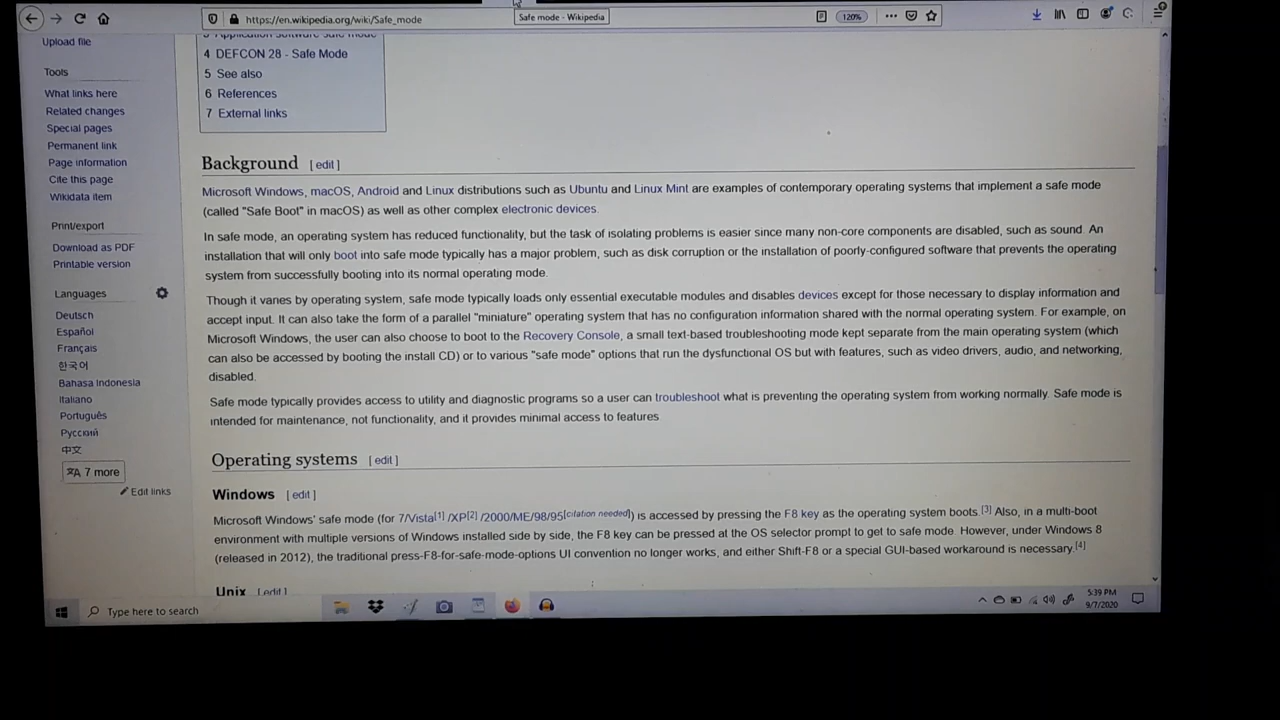 https://en.wikipedia.org/wiki/Safe_mode
Safe mode - Wikipedia
120%
Upload file
Tools
What links here
Related changes
Special pages
Permanent link
Page information
Cite this page
Wikidata item
Print/export
Download as PDF
Printable version
Languages
Deutsch
Español
Français
한국어
Bahasa Indonesia
Italiano
Português
Русский
中文
文A 7 more
Edit links
3 Application software safe mode
4 DEFCON 28 - Safe Mode
5 See also
6 References
7 External links
Background [ edit ]
Microsoft Windows, macOS, Android and Linux distributions such as Ubuntu and Linux Mint are examples of contemporary operating systems that implement a safe mode
(called "Safe Boot" in macOS) as well as other complex electronic devices.
In safe mode, an operating system has reduced functionality, but the task of isolating problems is easier since many non-core components are disabled, such as sound. An
installation that will only boot into safe mode typically has a major problem, such as disk corruption or the installation of poorly-configured software that prevents the operating
system from successfully booting into its normal operating mode.
Though it varies by operating system, safe mode typically loads only essential executable modules and disables devices except for those necessary to display information and
accept input. It can also take the form of a parallel "miniature" operating system that has no configuration information shared with the normal operating system. For example, on
Microsoft Windows, the user can also choose to boot to the Recovery Console, a small text-based troubleshooting mode kept separate from the main operating system (which
can also be accessed by booting the install CD) or to various "safe mode" options that run the dysfunctional OS but with features, such as video drivers, audio, and networking,
disabled.
Safe mode typically provides access to utility and diagnostic programs so a user can troubleshoot what is preventing the operating system from working normally. Safe mode is
intended for maintenance, not functionality, and it provides minimal access to features.
Operating systems [ edit ]
Windows [ edit ]
Microsoft Windows' safe mode (for 7/Vista[1] /XP[2] /2000/ME/98/95[citation needed]) is accessed by pressing the F8 key as the operating system boots.[3] Also, in a multi-boot
environment with multiple versions of Windows installed side by side, the F8 key can be pressed at the OS selector prompt to get to safe mode. However, under Windows 8
(released in 2012), the traditional press-F8-for-safe-mode-options UI convention no longer works, and either Shift-F8 or a special GUI-based workaround is necessary.[4]
Unix [ edit ]
Type here to search
5:39 PM
9/7/2020